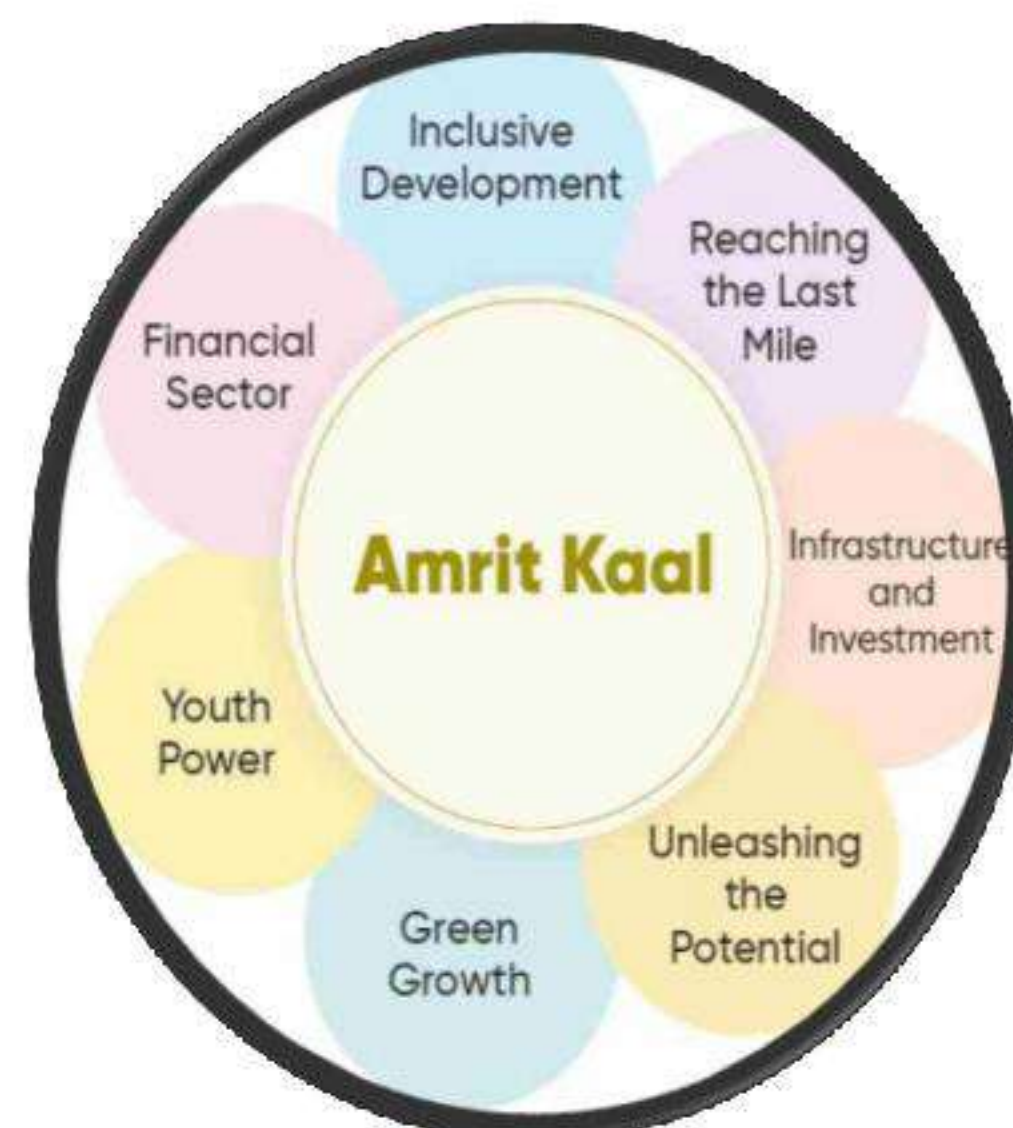 Inclusive
Development
Reaching
the Last
Mile
Financial
Sector
Amrit Kaal
Infrastructure
and
Investment
Youth
Power
Unleashing
the
Potential
Green
Growth